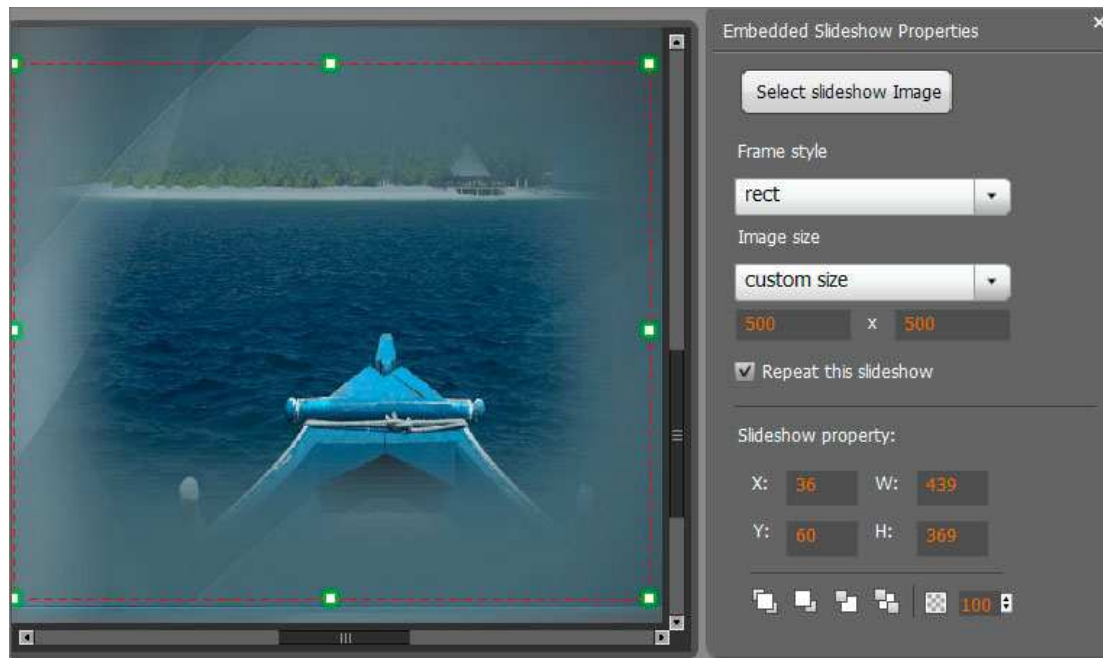 Embedded Slideshow Properties
Select slideshow Image
Frame style
rect
Image size
custom size
500 x 500
Repeat this slideshow
Slideshow property:
X: 36 W: 439
Y: 60 H: 369
100